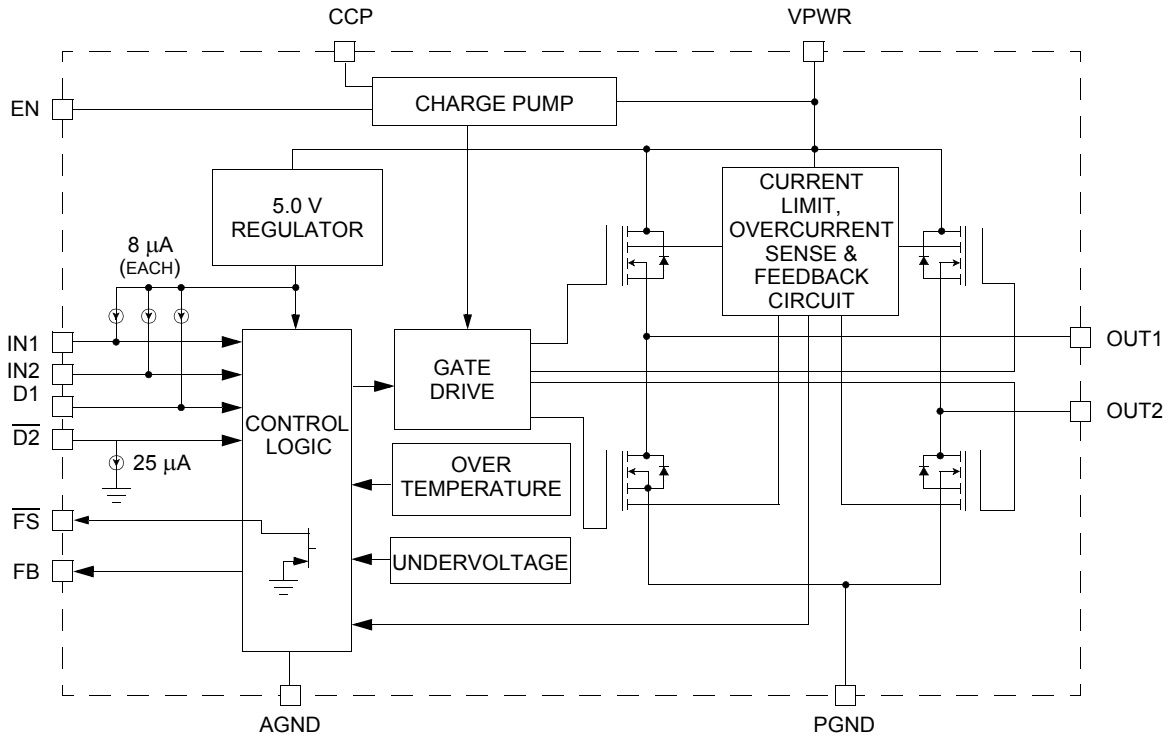 CCP
VPWR
EN
CHARGE PUMP
5.0 V
REGULATOR
CURRENT
LIMIT,
OVERCURRENT
SENSE &
FEEDBACK
CIRCUIT
8 µA
(EACH)
IN1
IN2
D1
D2
25 µA
FS
FB
CONTROL
LOGIC
GATE
DRIVE
OVER
TEMPERATURE
UNDERVOLTAGE
OUT1
OUT2
AGND
PGND